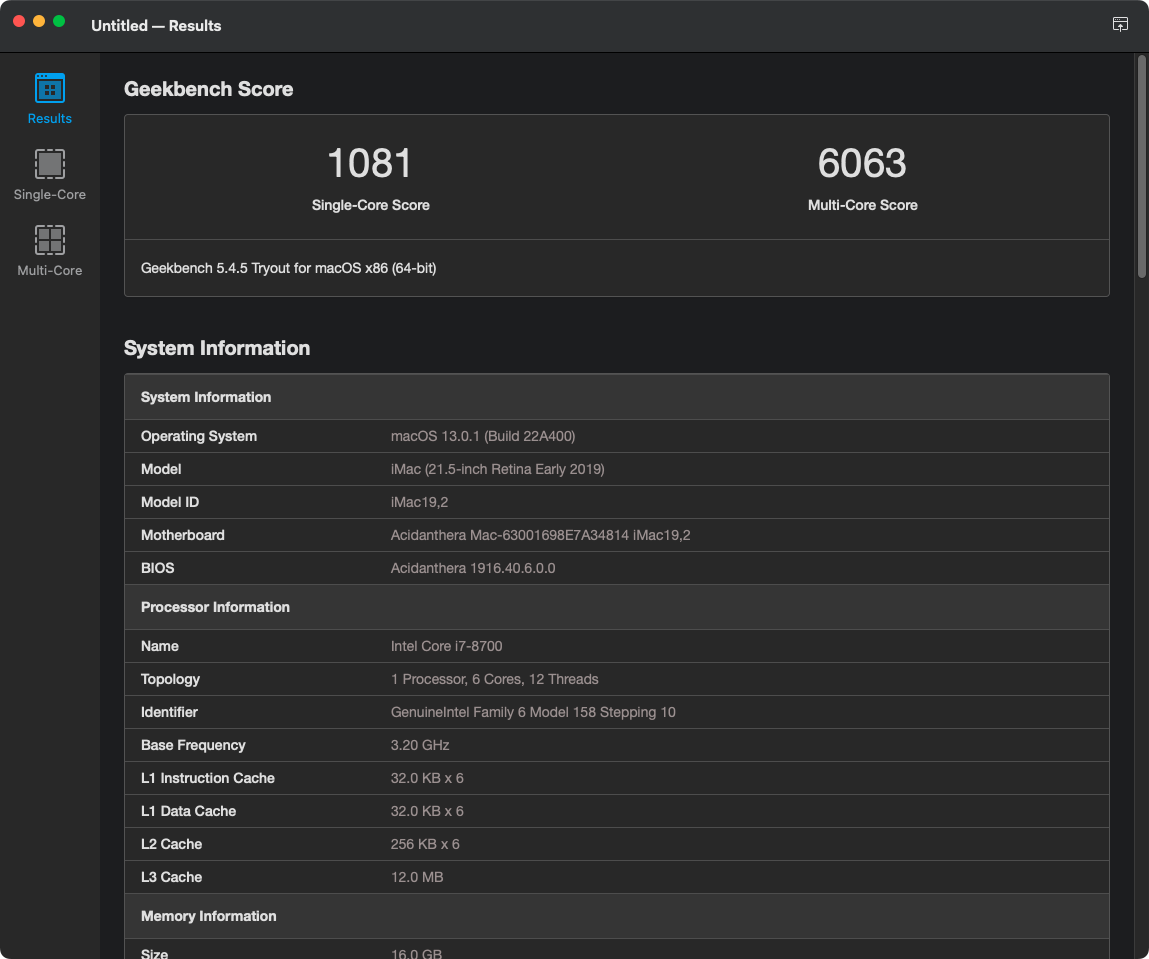 Untitled — Results
Results
Single-Core
Multi-Core
Geekbench Score
1081
Single-Core Score
6063
Multi-Core Score
Geekbench 5.4.5 Tryout for macOS x86 (64-bit)
System Information
System Information
Operating System macOS 13.0.1 (Build 22A400)
Model iMac (21.5-inch Retina Early 2019)
Model ID iMac19,2
Motherboard Acidanthera Mac-63001698E7A34814 iMac19,2
BIOS Acidanthera 1916.40.6.0.0
Processor Information
Name Intel Core i7-8700
Topology 1 Processor, 6 Cores, 12 Threads
Identifier GenuineIntel Family 6 Model 158 Stepping 10
Base Frequency 3.20 GHz
L1 Instruction Cache 32.0 KB x 6
L1 Data Cache 32.0 KB x 6
L2 Cache 256 KB x 6
L3 Cache 12.0 MB
Memory Information
Size 16.0 GB